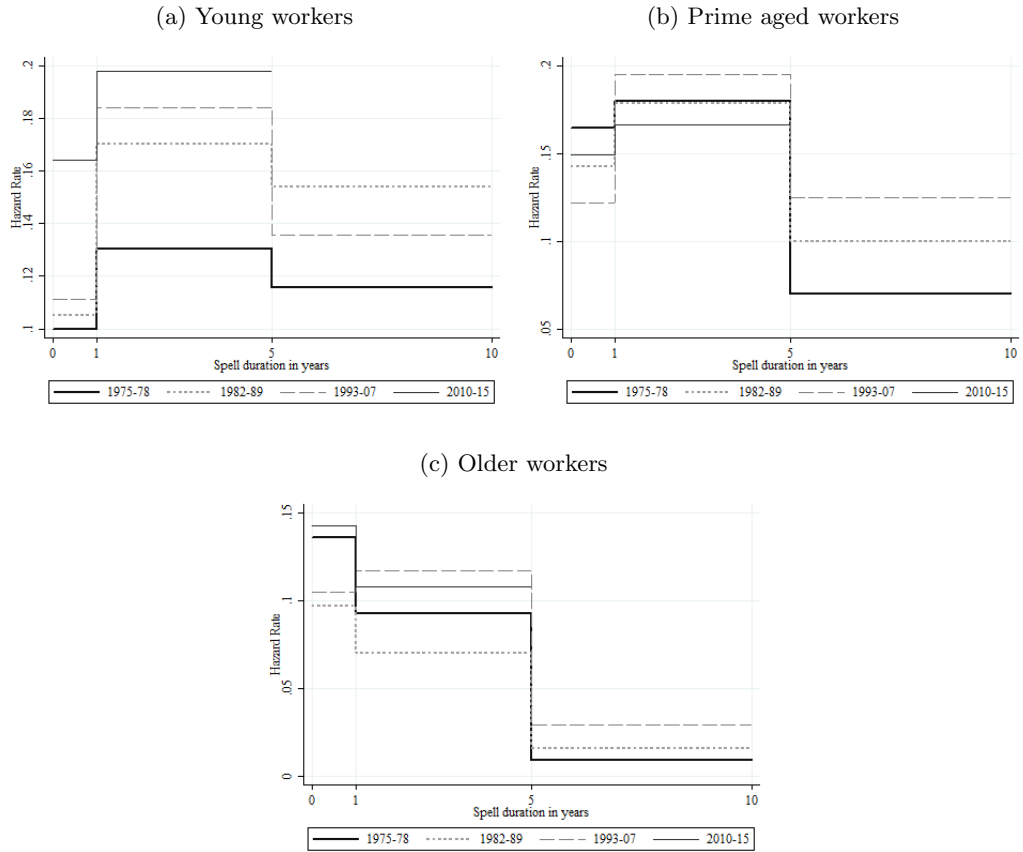 (a) Young workers
Hazard Rate
.2
.18
.16
.14
.12
.1
0 1 5 10
Spell duration in years
1975-78 1982-89 1993-07 2010-15
(b) Prime aged workers
Hazard Rate
.2
.15
.1
.05
0 1 5 10
Spell duration in years
1975-78 1982-89 1993-07 2010-15
(c) Older workers
Hazard Rate
.15
.1
.05
0
0 1 5 10
Spell duration in years
1975-78 1982-89 1993-07 2010-15